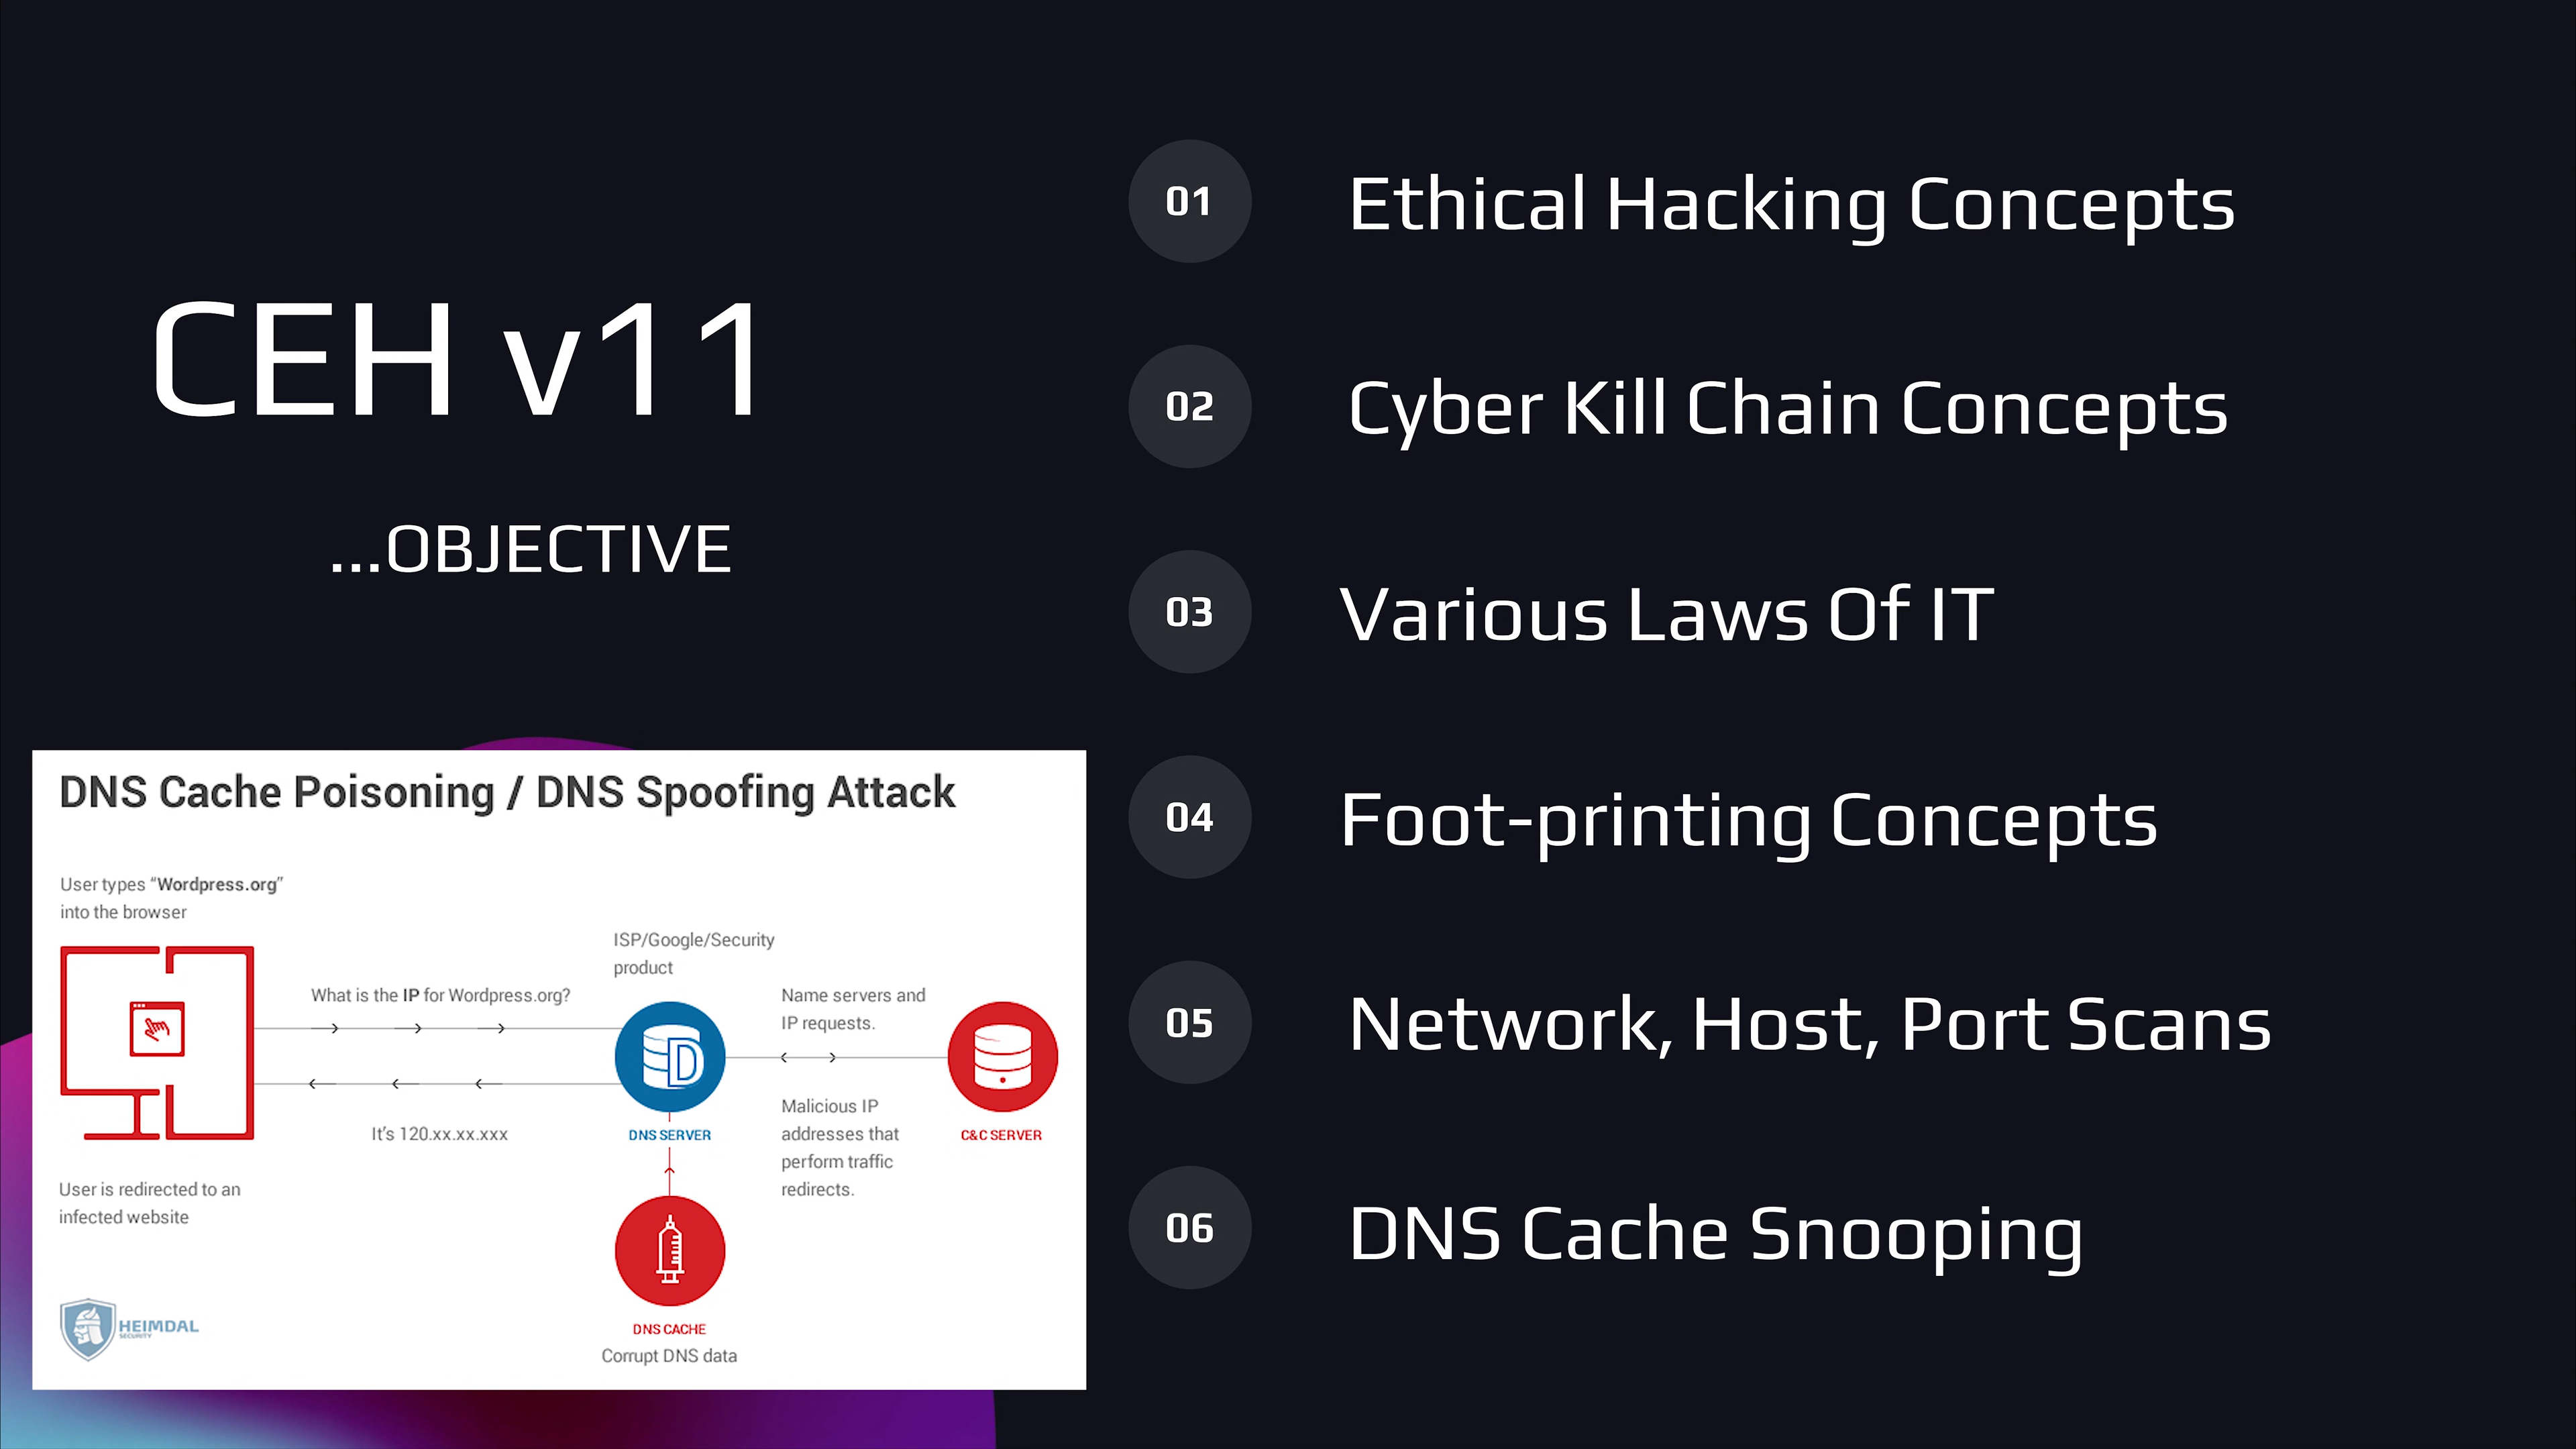 CEH v11
...OBJECTIVE
01 Ethical Hacking Concepts
02 Cyber Kill Chain Concepts
03 Various Laws Of IT
04 Foot-printing Concepts
05 Network, Host, Port Scans
06 DNS Cache Snooping
DNS Cache Poisoning / DNS Spoofing Attack
User types “Wordpress.org”
into the browser
What is the IP for Wordpress.org?
It’s 120.xx.xx.xxx
User is redirected to an
infected website
ISP/Google/Security
product
D
DNS SERVER
Name servers and
IP requests.
Malicious IP
addresses that
perform traffic
redirects.
C&C SERVER
DNS CACHE
Corrupt DNS data
HEIMDAL
SECURITY